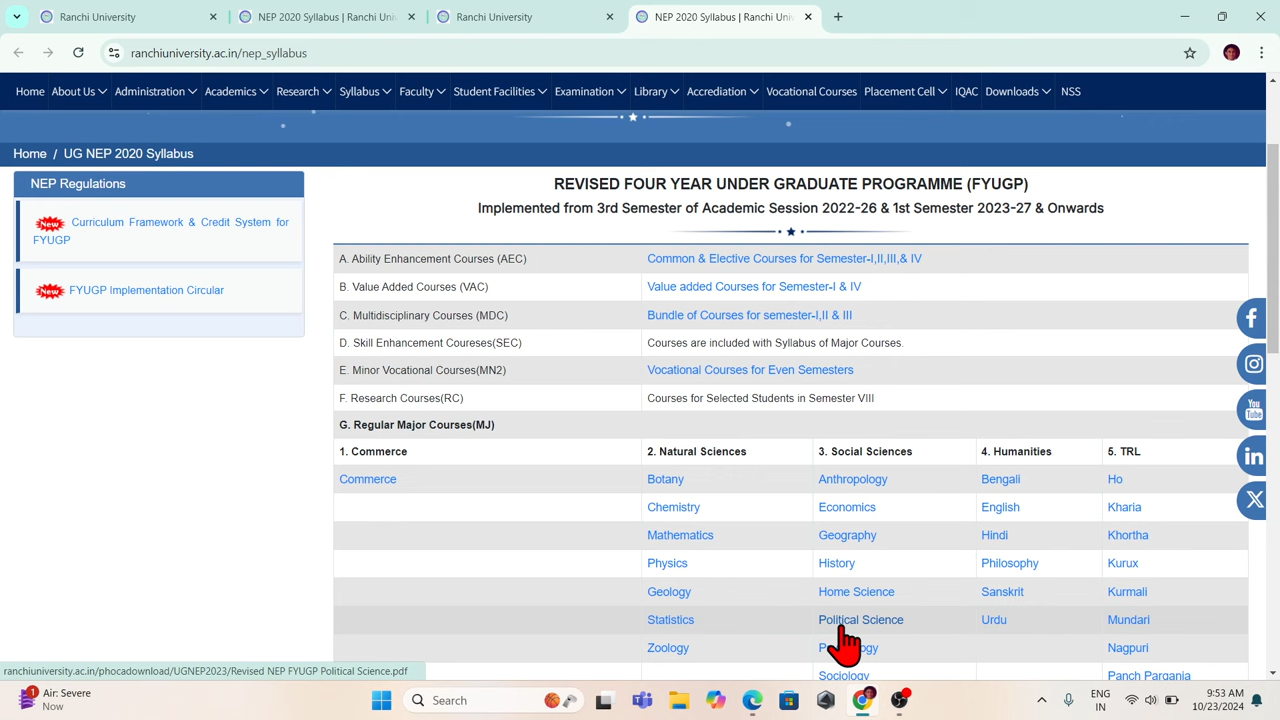 Ranchi University
NEP 2020 Syllabus | Ranchi Uni
Ranchi University
NEP 2020 Syllabus | Ranchi Uni
ranchiuniversity.ac.in/nep_syllabus
Home About Us Administration Academics Research Syllabus Faculty Student Facilities Examination Library Accrediation Vocational Courses Placement Cell IQAC Downloads NSS
Home / UG NEP 2020 Syllabus
NEP Regulations
New Curriculum Framework & Credit System for
FYUGP
New FYUGP Implementation Circular
REVISED FOUR YEAR UNDER GRADUATE PROGRAMME (FYUGP)
Implemented from 3rd Semester of Academic Session 2022-26 & 1st Semester 2023-27 & Onwards
A. Ability Enhancement Courses (AEC) Common & Elective Courses for Semester-I,II,III,& IV
B. Value Added Courses (VAC) Value added Courses for Semester-I & IV
C. Multidisciplinary Courses (MDC) Bundle of Courses for semester-I,II & III
D. Skill Enhancement Coureses(SEC) Courses are included with Syllabus of Major Courses.
E. Minor Vocational Courses(MN2) Vocational Courses for Even Semesters
F. Research Courses(RC) Courses for Selected Students in Semester VIII
G. Regular Major Courses(MJ)
1. Commerce 2. Natural Sciences 3. Social Sciences 4. Humanities 5. TRL
Commerce Botany Anthropology Bengali Ho
Chemistry Economics English Kharia
Mathematics Geography Hindi Khortha
Physics History Philosophy Kurux
Geology Home Science Sanskrit Kurmali
Statistics Political Science Urdu Mundari
Zoology Nagpuri
Sociology Panch Pargania
You
Tube
in
ranchiuniversity.ac.in/phocadownload/UGNEP2023/Revised NEP FYUGP Political Science.pdf
1 Air: Severe
Now
Search
ENG
IN
9:53 AM
10/23/2024